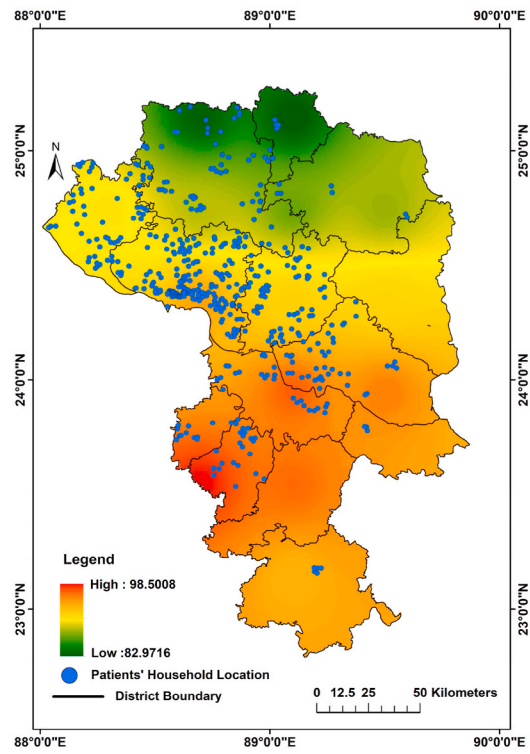 88°0'0"E 89°0'0"E 90°0'0"E
N
25°0'0"N 25°0'0"N
24°0'0"N 24°0'0"N
23°0'0"N 23°0'0"N
Legend
High : 98.5008
Low :82.9716
Patients' Household Location
District Boundary
0 12.5 25 50 Kilometers
88°0'0"E 89°0'0"E 90°0'0"E